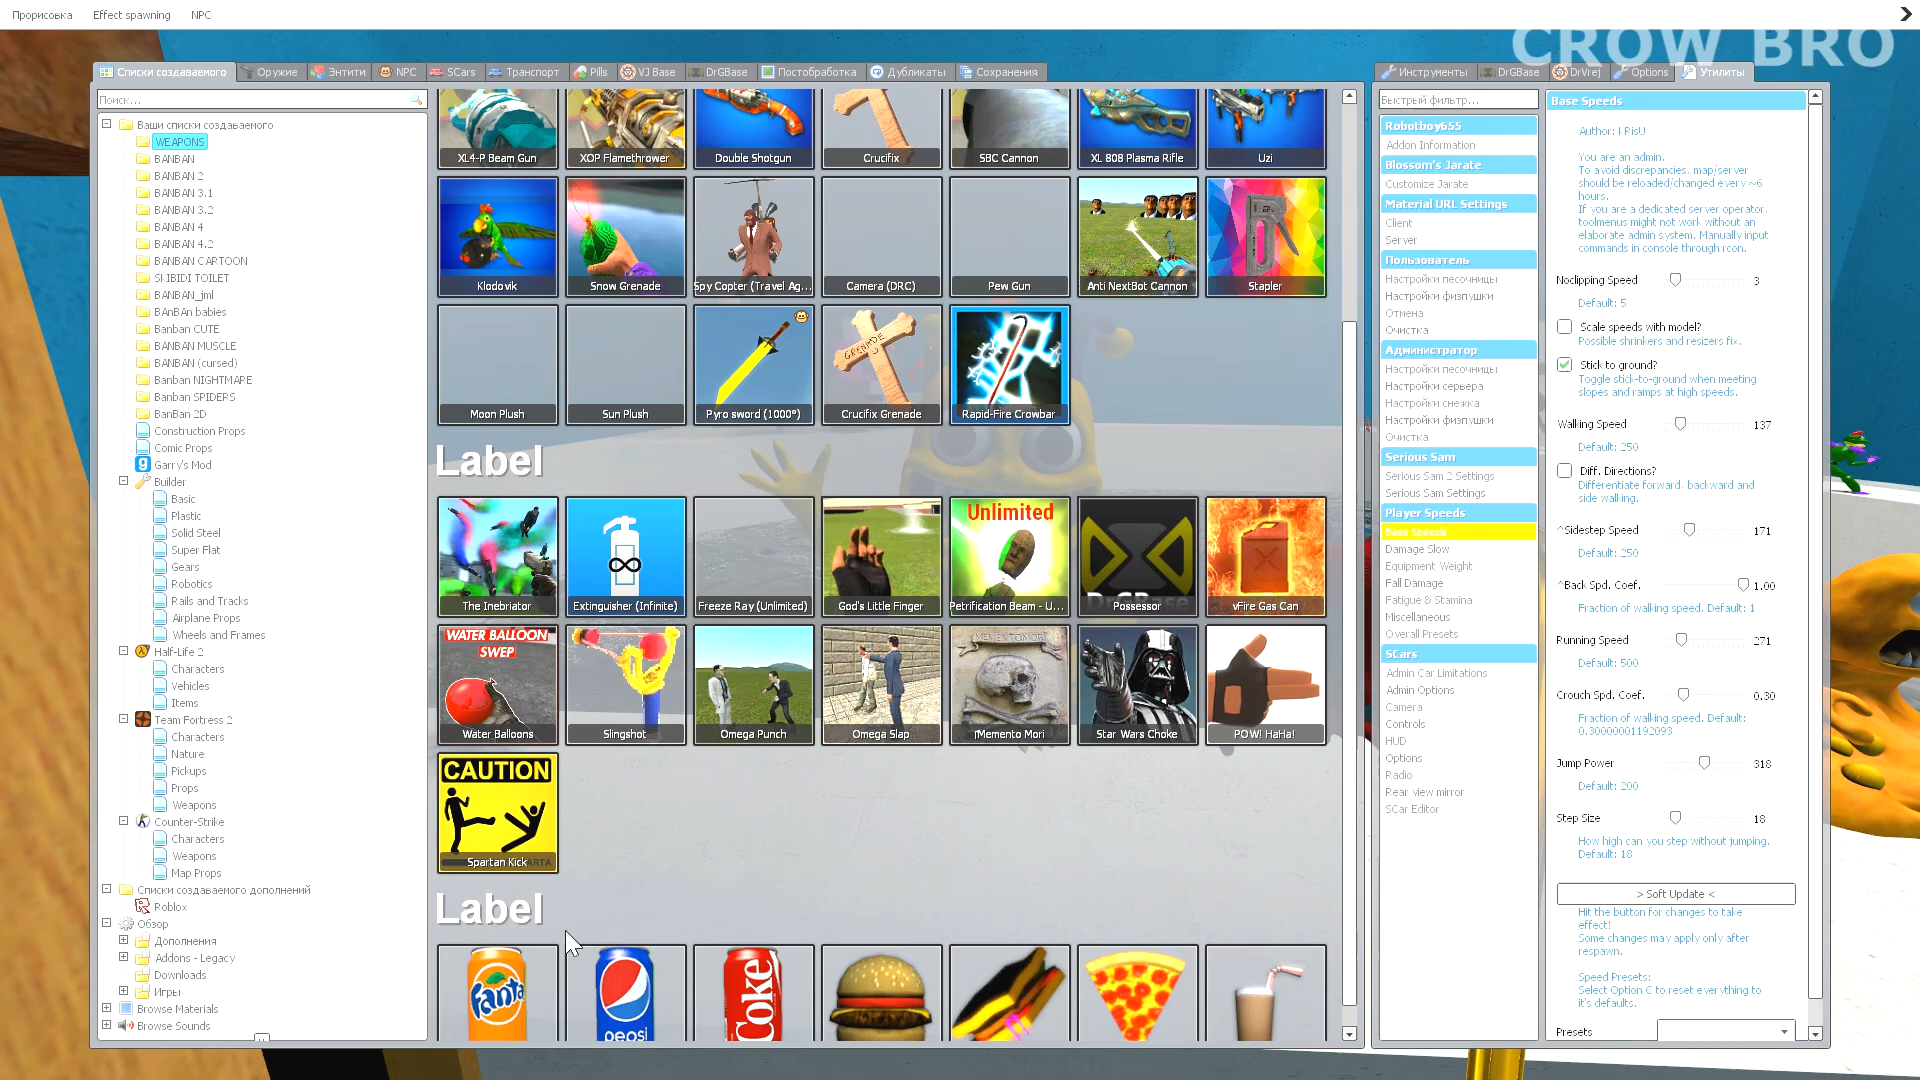 Прорисовка Effect spawning NPC
CROW BRO
Списки создаваемого Оружие Энтити NPC SCars Транспорт Pills VJ Base DrGBase Постобработка Дубликаты Сохранения
Поиск...
Ваши списки создаваемого
WEAPONS
BANBAN
BANBAN 2
BANBAN 3.1
BANBAN 3.2
BANBAN 4
BANBAN 4.2
BANBAN CARTOON
SKIBIDI TOILET
BANBAN_jml
BAnBAn babies
Banban CUTE
BANBAN MUSCLE
BANBAN (cursed)
Banban NIGHTMARE
Banban SPIDERS
BanBan 2D
Construction Props
Comic Props
Garry's Mod
Builder
Basic
Plastic
Solid Steel
Super Flat
Gears
Robotics
Rails and Tracks
Airplane Props
Wheels and Frames
Half-Life 2
Characters
Vehicles
Items
Team Fortress 2
Characters
Nature
Pickups
Props
Weapons
Counter-Strike
Characters
Weapons
Map Props
Списки создаваемого дополнений
Roblox
Обзор
Дополнения
Addons - Legacy
Downloads
Игры
Browse Materials
Browse Sounds
XL4-P Beam Gun XOP Flamethrower Double Shotgun Crucifix SBC Cannon XL 808 Plasma Rifle Uzi
Klodovik Snow Grenade Spy Copter (Travel Ag... Camera (DRC) Pew Gun Anti NextBot Cannon Stapler
GRENADE
Moon Plush Sun Plush Pyro sword (1000°) Crucifix Grenade Rapid-Fire Crowbar
Label
Unlimited
DrGBase
The Inebriator Extinguisher (Infinite) Freeze Ray (Unlimited) God's Little Finger Petrification Beam - U... Possessor vFire Gas Can
WATER BALLOON
SWEP
MEMENTO MORI
Water Balloons Slingshot Omega Punch Omega Slap Memento Mori Star Wars Choke POW! HaHa!
CAUTION
Spartan Kick
Label
Fanta pepsi Coke
Инструменты DrGBase DrVrej Options Утилиты
Быстрый фильтр...
Robotboy655
Addon Information
Blossom's Jarate
Customize Jarate
Material URL Settings
Client
Server
Пользователь
Настройки песочницы
Настройки физпушки
Отмена
Очистка
Администратор
Настройки песочницы
Настройки сервера
Настройки снежка
Настройки физпушки
Очистка
Serious Sam
Serious Sam 2 Settings
Serious Sam Settings
Player Speeds
Base Speeds
Damage Slow
Equipment Weight
Fall Damage
Fatigue & Stamina
Miscellaneous
Overall Presets
SCars
Admin Car Limitations
Admin Options
Camera
Controls
HUD
Options
Radio
Rear view mirror
SCar Editor
Base Speeds
Author: I RisU
You are an admin.
To avoid discrepancies, map/server
should be reloaded/changed every ~6
hours.
If you are a dedicated server operator,
toolmenus might not work without an
elaborate admin system. Manually input
commands in console through rcon.
Noclipping Speed 3
Default: 5
Scale speeds with model?
Possible shrinkers and resizers fix.
Stick to ground?
Toggle stick-to-ground when meeting
slopes and ramps at high speeds.
Walking Speed 137
Default: 250
Diff. Directions?
Differentiate forward, backward and
side walking.
^Sidestep Speed 171
Default: 250
^Back Spd. Coef. 1.00
Fraction of walking speed. Default: 1
Running Speed 271
Default: 500
Crouch Spd. Coef. 0.30
Fraction of walking speed. Default:
0.30000001192093
Jump Power 318
Default: 200
Step Size 18
How high can you step without jumping.
Default: 18
> Soft Update <
Hit the button for changes to take
effect!
Some changes may apply only after
respawn.
Speed Presets:
Select Option C to reset everything to
it's defaults.
Presets